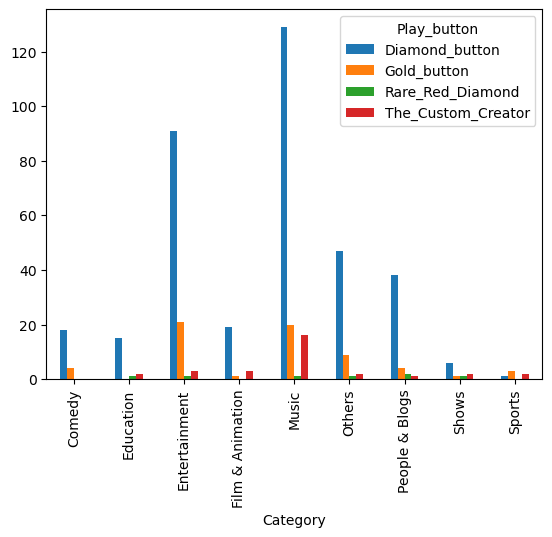 Play_button
Diamond_button
Gold_button
Rare_Red_Diamond
The_Custom_Creator
120
100
80
60
40
20
0
Comedy
Education
Entertainment
Film & Animation
Music
Others
People & Blogs
Shows
Sports
Category